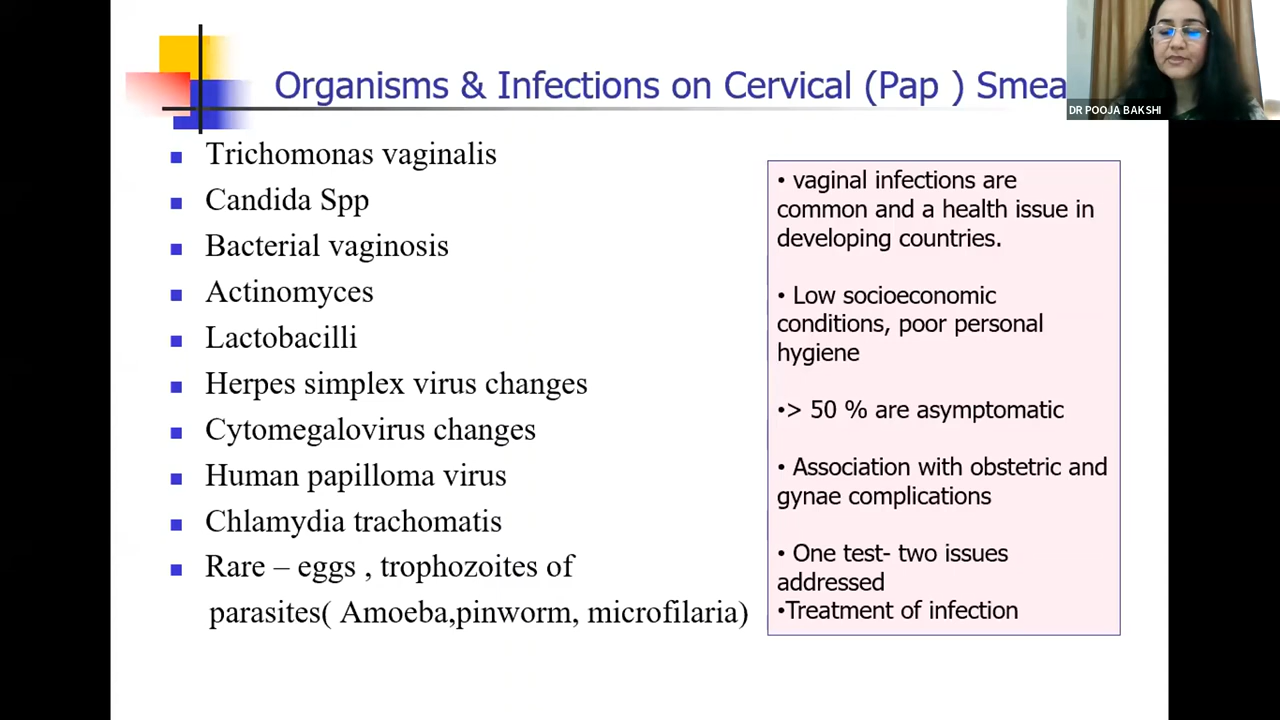 Organisms & Infections on Cervical (Pap ) Smea
DR POOJA BAKSHI
■ Trichomonas vaginalis
■ Candida Spp
■ Bacterial vaginosis
■ Actinomyces
■ Lactobacilli
■ Herpes simplex virus changes
■ Cytomegalovirus changes
■ Human papilloma virus
■ Chlamydia trachomatis
■ Rare – eggs , trophozoites of
parasites( Amoeba,pinworm, microfilaria)
• vaginal infections are
common and a health issue in
developing countries.
• Low socioeconomic
conditions, poor personal
hygiene
•> 50 % are asymptomatic
• Association with obstetric and
gynae complications
• One test- two issues
addressed
•Treatment of infection